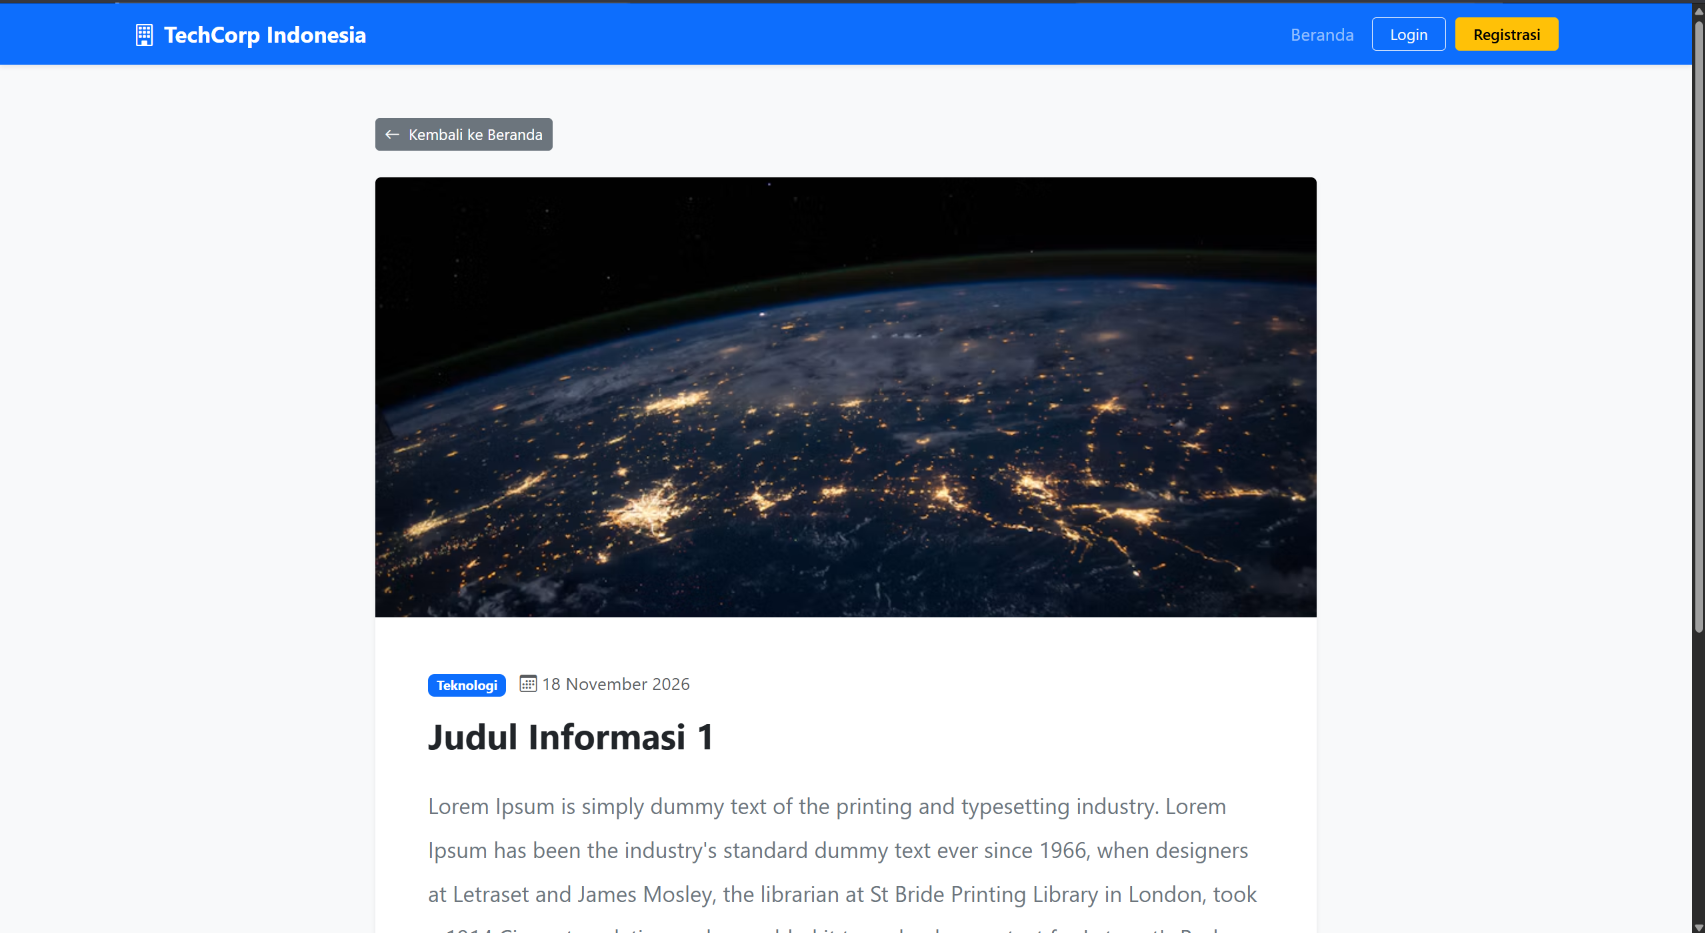 TechCorp Indonesia
Beranda
Login
Registrasi
Kembali ke Beranda
Teknologi
18 November 2026
Judul Informasi 1
Lorem Ipsum is simply dummy text of the printing and typesetting industry. Lorem
Ipsum has been the industry's standard dummy text ever since 1966, when designers
at Letraset and James Mosley, the librarian at St Bride Printing Library in London, took